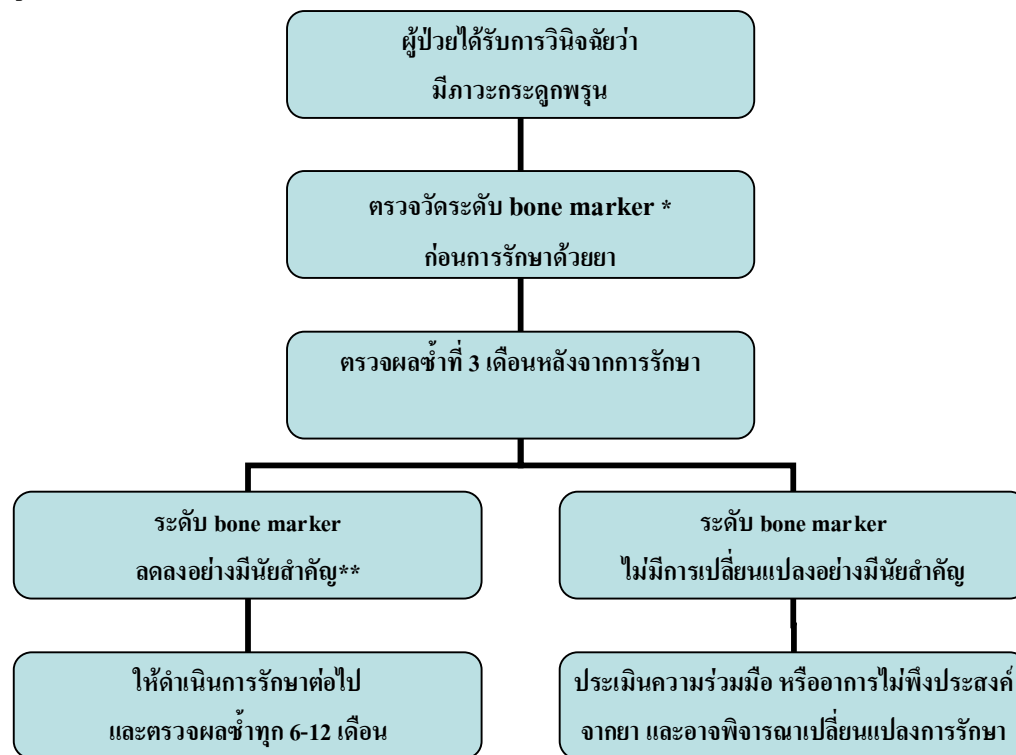 ผู้ป่วยได้รับการวินิจฉัยว่า
มีภาวะกระดูกพรุน
ตรวจวัดระดับ bone marker *
ก่อนการรักษาด้วยยา
ตรวจผลซ้ำที่ 3 เดือนหลังจากการรักษา
ระดับ bone marker
ลดลงอย่างมีนัยสำคัญ**
ระดับ bone marker
ไม่มีการเปลี่ยนแปลงอย่างมีนัยสำคัญ
ให้ดำเนินการรักษาต่อไป
และตรวจผลซ้ำทุก 6-12 เดือน
ประเมินความร่วมมือ หรืออาการไม่พึงประสงค์
จากยา และอาจพิจารณาเปลี่ยนแปลงการรักษา